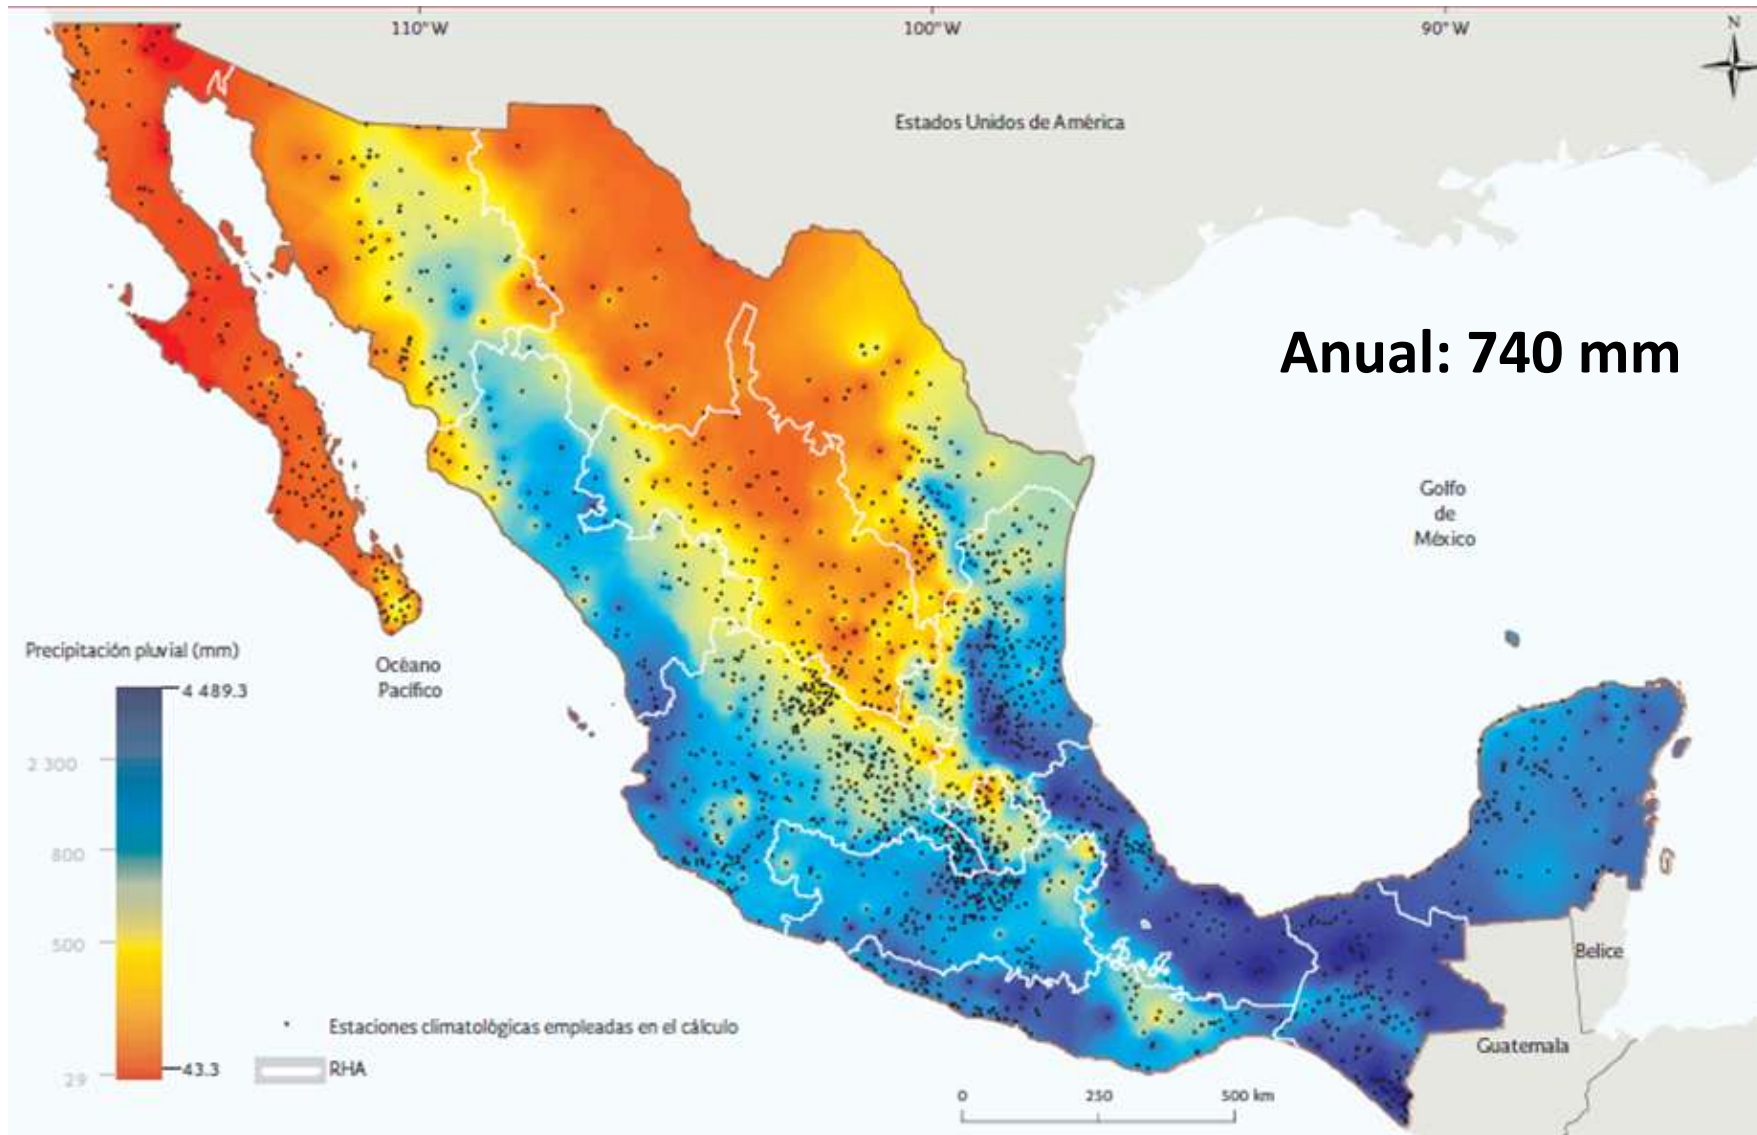 110°W
100°W
90°W
N
Estados Unidos de América
Anual: 740 mm
Golfo
de
México
Precipitación pluvial (mm)
Océano
Pacífico
4 489.3
2 300
800
500
43.3
29
Estaciones climatológicas empleadas en el cálculo
RHA
Belice
Guatemala
0
250
500 km